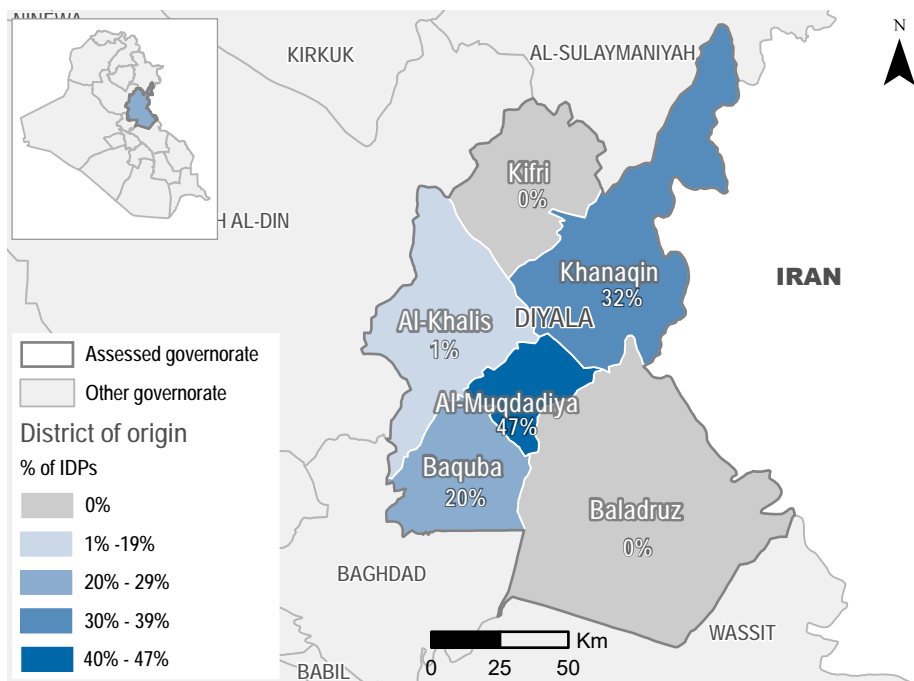 NINEWA
KIRKUK
AL-SULAYMANIYAH
N
H AL-DIN
Kifri
0%
Khanaqin
32%
IRAN
Al-Khalis
1%
DIYALA
Al-Muqdadiya
47%
Baquba
20%
Baladruz
0%
BAGHDAD
WASSIT
BABIL
Assessed governorate
Other governorate
District of origin
% of IDPs
0%
1% -19%
20% - 29%
30% - 39%
40% - 47%
Km
0 25 50